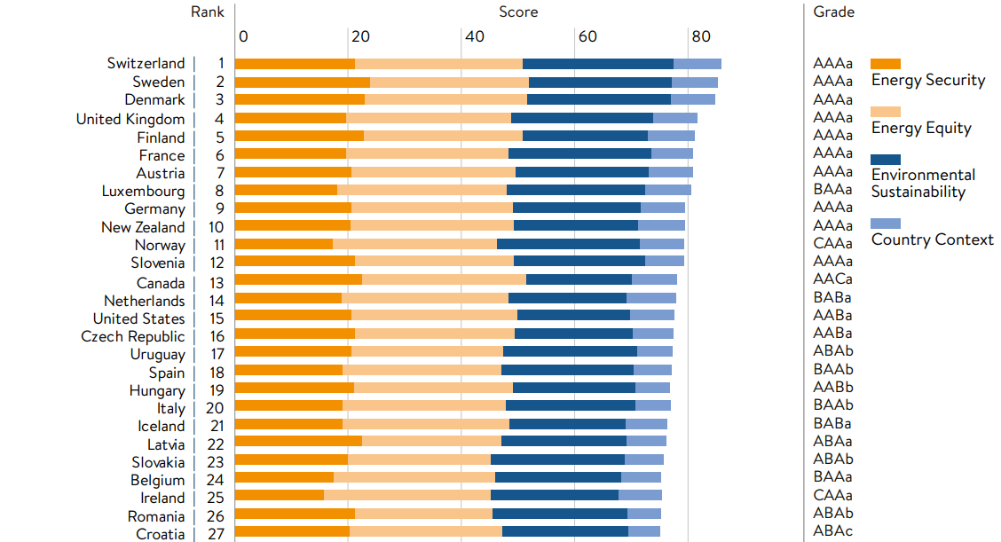 Rank Score Grade
0 20 40 60 80
Switzerland 1 AAAa
Sweden 2 AAAa
Denmark 3 AAAa
United Kingdom 4 AAAa
Finland 5 AAAa
France 6 AAAa
Austria 7 AAAa
Luxembourg 8 BAAa
Germany 9 AAAa
New Zealand 10 AAAa
Norway 11 CAAa
Slovenia 12 AAAa
Canada 13 AACa
Netherlands 14 BABa
United States 15 AABa
Czech Republic 16 AABa
Uruguay 17 ABAb
Spain 18 BAAb
Hungary 19 AABb
Italy 20 BAAb
Iceland 21 BABa
Latvia 22 ABAa
Slovakia 23 ABAb
Belgium 24 BAAa
Ireland 25 CAAa
Romania 26 ABAb
Croatia 27 ABAc
Energy Security
Energy Equity
Environmental
Sustainability
Country Context